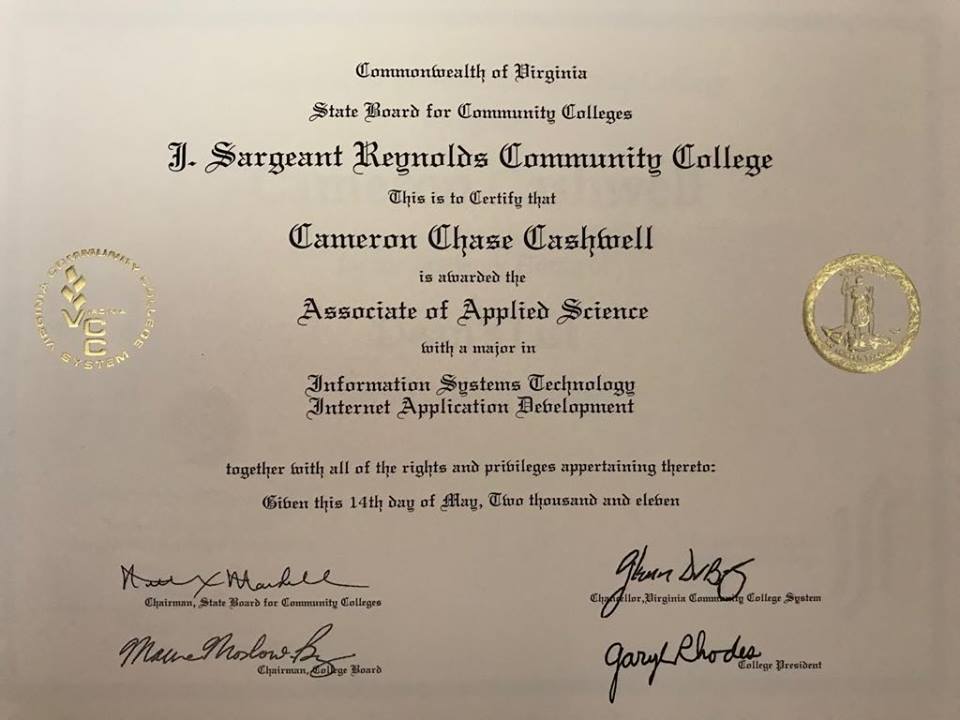 Commonwealth of Virginia
State Board for Community Colleges
J. Sargeant Reynolds Community College
This is to Certify that
Cameron Chase Cashwell
is awarded the
Associate of Applied Science
with a major in
Information Systems Technology
Internet Application Development
VIRGINIA COMMUNITY COLLEGE SYSTEM
VCC
together with all of the rights and privileges appertaining thereto:
Given this 14th day of May, Two thousand and eleven
Chairman, State Board for Community Colleges
Glenn DuBois
Chancellor, Virginia Community College System
Chairman, College Board
Gary L Rhodes
College President